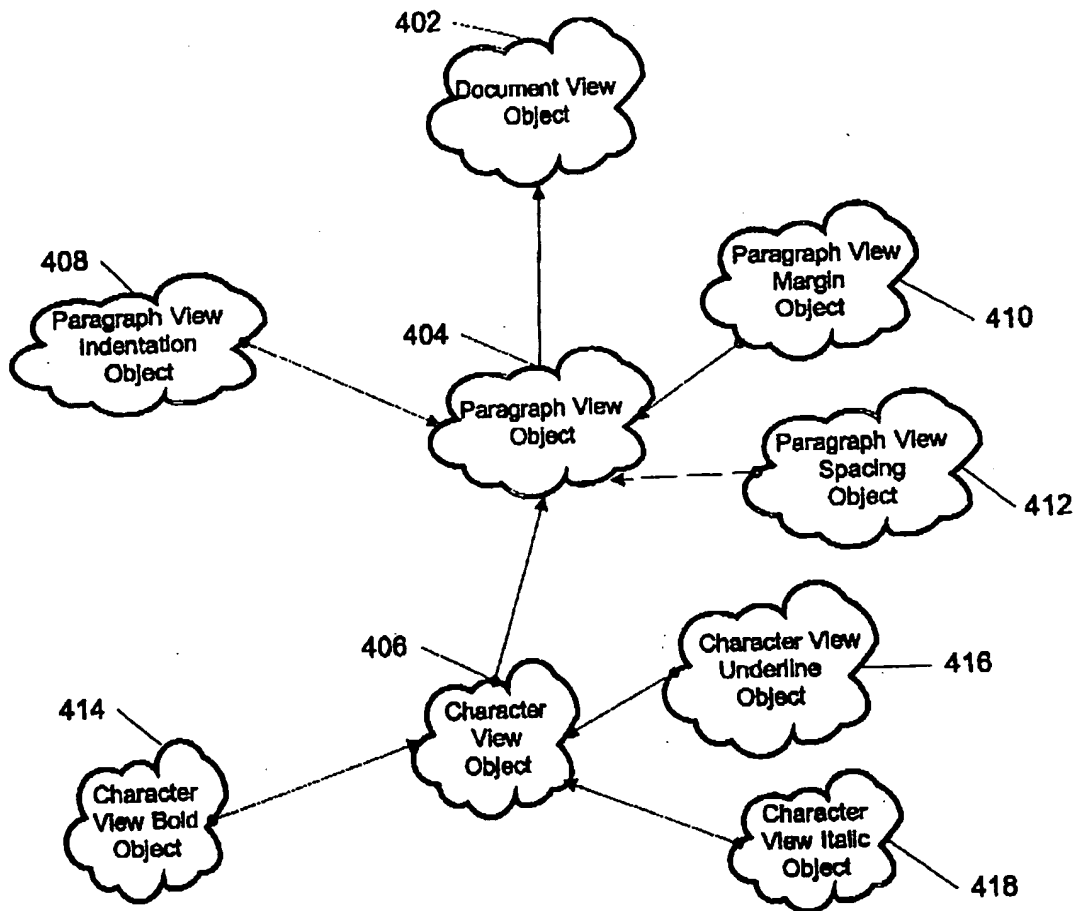 402
Document View
Object
408
Paragraph View
Indentation
Object
404
Paragraph View
Object
Paragraph View
Margin
Object
410
Paragraph View
Spacing
Object
412
406
Character
View
Object
Character View
Underline
Object
416
414
Character
View Bold
Object
Character
View Italic
Object
418